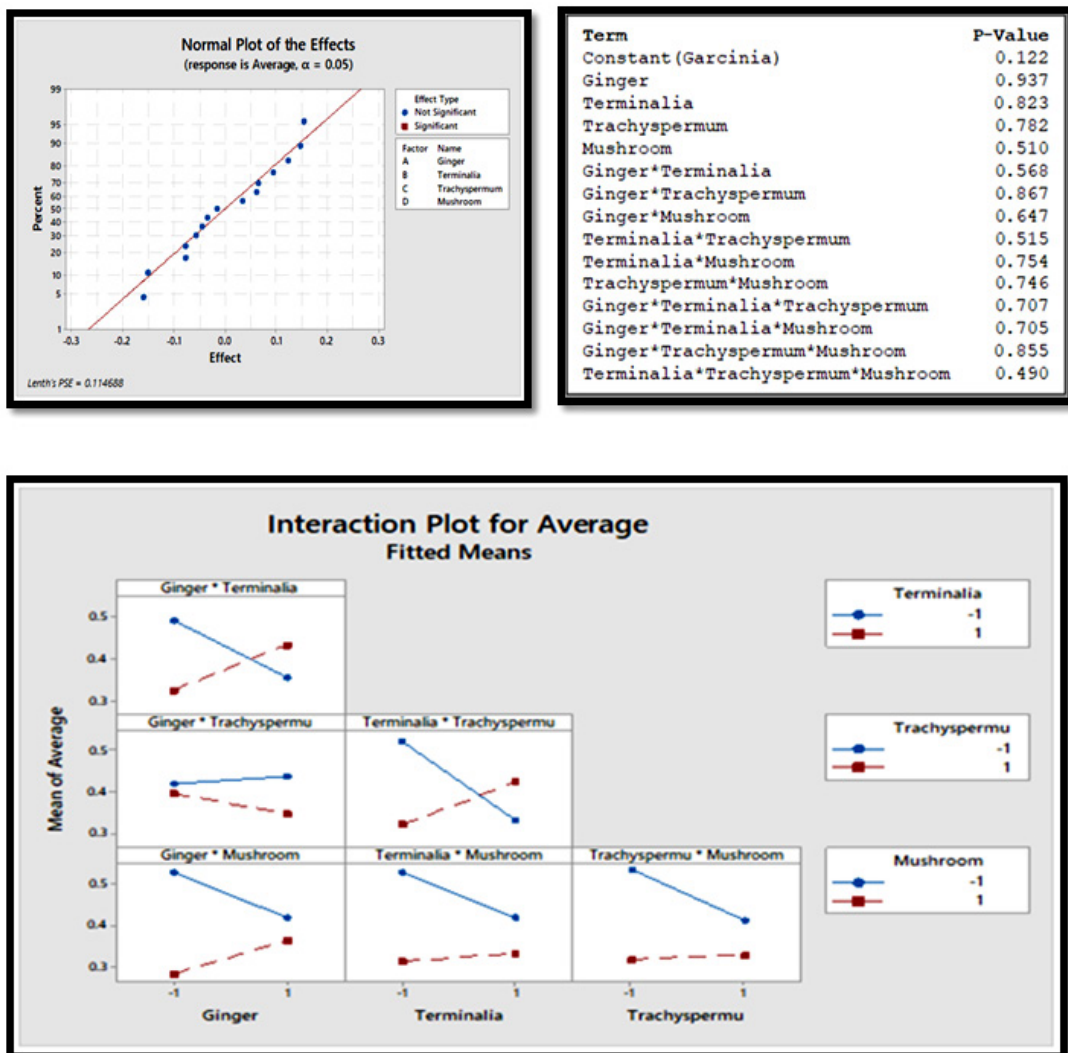 Normal Plot of the Effects
(response is Average, α = 0.05)
99
95
90
80
70
60
50
40
30
20
10
5
1
Percent
-0.3 -0.2 -0.1 0.0 0.1 0.2 0.3
Effect
Lenth's PSE = 0.114688
Effect Type
Not Significant
Significant
Factor Name
A Ginger
B Terminalia
C Trachyspermum
D Mushroom
Term P-Value
Constant(Garcinia) 0.122
Ginger 0.937
Terminalia 0.823
Trachyspermum 0.782
Mushroom 0.510
Ginger*Terminalia 0.568
Ginger*Trachyspermum 0.867
Ginger*Mushroom 0.647
Terminalia*Trachyspermum 0.515
Terminalia*Mushroom 0.754
Trachyspermum*Mushroom 0.746
Ginger*Terminalia*Trachyspermum 0.707
Ginger*Terminalia*Mushroom 0.705
Ginger*Trachyspermum*Mushroom 0.855
Terminalia*Trachyspermum*Mushroom 0.490
Interaction Plot for Average
Fitted Means
Mean of Average
Ginger * Terminalia
0.5
0.4
0.3
Ginger * Trachyspermu Terminalia * Trachyspermu
0.5
0.4
0.3
Ginger * Mushroom Terminalia * Mushroom Trachyspermu * Mushroom
0.5
0.4
0.3
-1 1 -1 1 -1 1
Ginger Terminalia Trachyspermu
Terminalia
-1
1
Trachyspermu
-1
1
Mushroom
-1
1